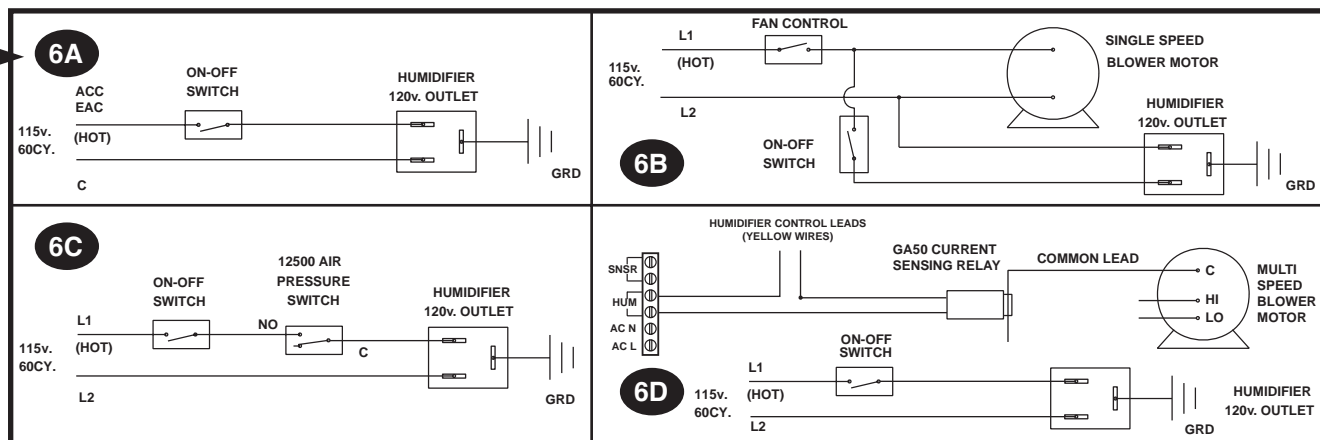 6A
ON-OFF
SWITCH
HUMIDIFIER
120v. OUTLET
ACC
EAC
(HOT)
115v.
60CY.
C
GRD
FAN CONTROL
L1
(HOT)
115v.
60CY.
L2
SINGLE SPEED
BLOWER MOTOR
HUMIDIFIER
120v. OUTLET
ON-OFF
SWITCH
6B
GRD
6C
ON-OFF
SWITCH
12500 AIR
PRESSURE
SWITCH
HUMIDIFIER
120v. OUTLET
L1
(HOT)
NO
C
115v.
60CY.
L2
GRD
HUMIDIFIER CONTROL LEADS
(YELLOW WIRES)
GA50 CURRENT
SENSING RELAY
COMMON LEAD
SNSR
HUM
AC N
AC L
C
HI
LO
MULTI
SPEED
BLOWER
MOTOR
ON-OFF
SWITCH
6D
L1
(HOT)
115v.
60CY.
L2
HUMIDIFIER
120v. OUTLET
GRD